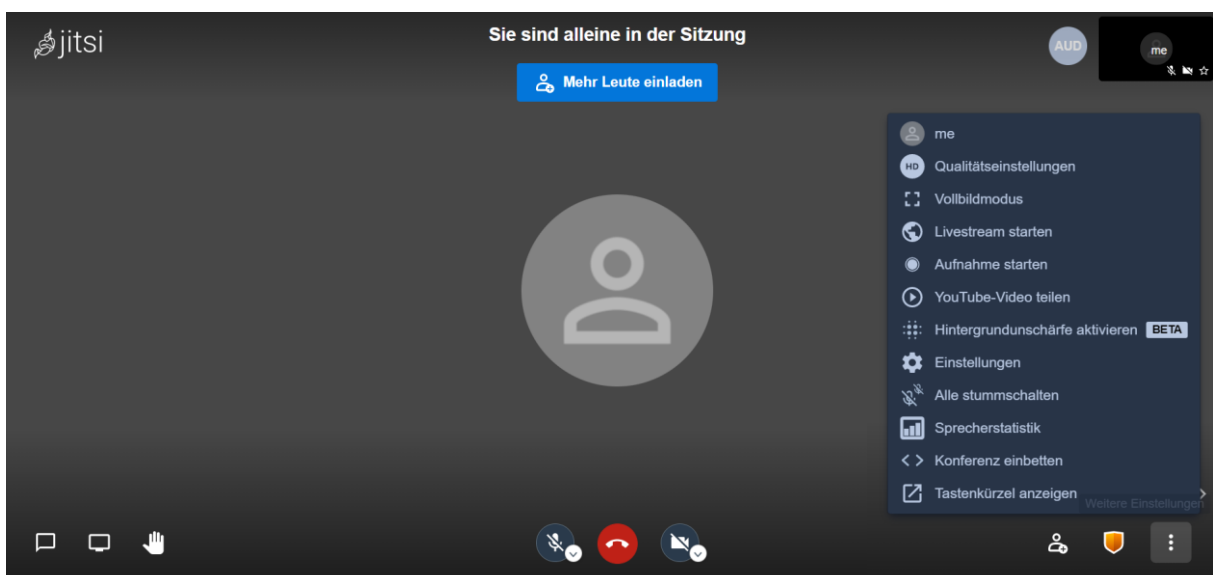 jitsi
Sie sind alleine in der Sitzung
Mehr Leute einladen
AUD
me
me
HD Qualitätseinstellungen
Vollbildmodus
Livestream starten
Aufnahme starten
YouTube-Video teilen
Hintergrundunschärfe aktivieren BETA
Einstellungen
Alle stummschalten
Sprecherstatistik
Konferenz einbetten
Tastenkürzel anzeigen
Weitere Einstellungen